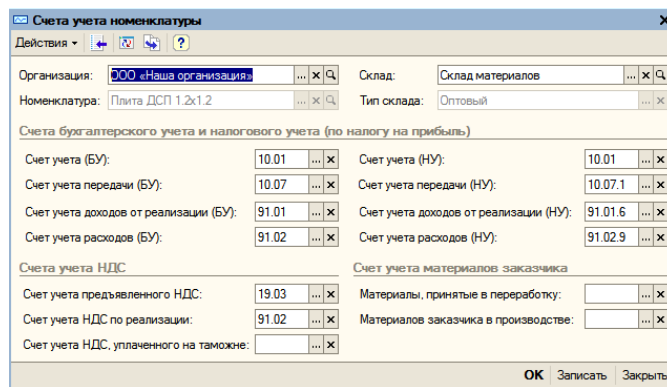 Счета учета номенклатуры
Действия
Организация: ООО «Наша организация» Склад: Склад материалов
Номенклатура: Плита ДСП 1.2х1.2 Тип склада: Оптовый
Счета бухгалтерского учета и налогового учета (по налогу на прибыль)
Счет учета (БУ): 10.01 Счет учета (НУ): 10.01
Счет учета передачи (БУ): 10.07 Счет учета передачи (НУ): 10.07.1
Счет учета доходов от реализации (БУ): 91.01 Счет учета доходов от реализации (НУ): 91.01.6
Счет учета расходов (БУ): 91.02 Счет учета расходов (НУ): 91.02.9
Счета учета НДС Счет учета материалов заказчика
Счет учета предъявленного НДС: 19.03 Материалы, принятые в переработку:
Счет учета НДС по реализации: 91.02 Материалов заказчика в производстве:
Счет учета НДС, уплаченного на таможне:
ОК Записать Закрыть